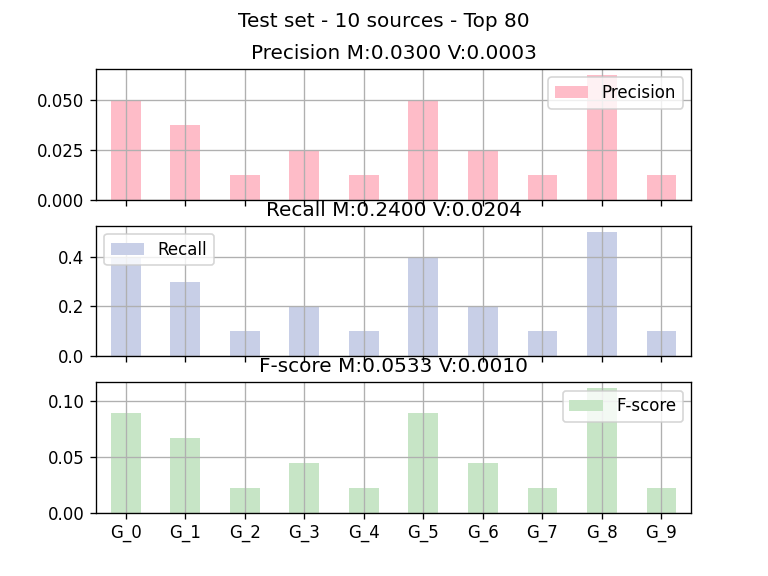 Test set - 10 sources - Top 80
Precision M:0.0300 V:0.0003
0.050
0.025
0.000
Precision
Recall M:0.2400 V:0.0204
0.4
0.2
0.0
Recall
F-score M:0.0533 V:0.0010
0.10
0.05
0.00
F-score
G_0 G_1 G_2 G_3 G_4 G_5 G_6 G_7 G_8 G_9